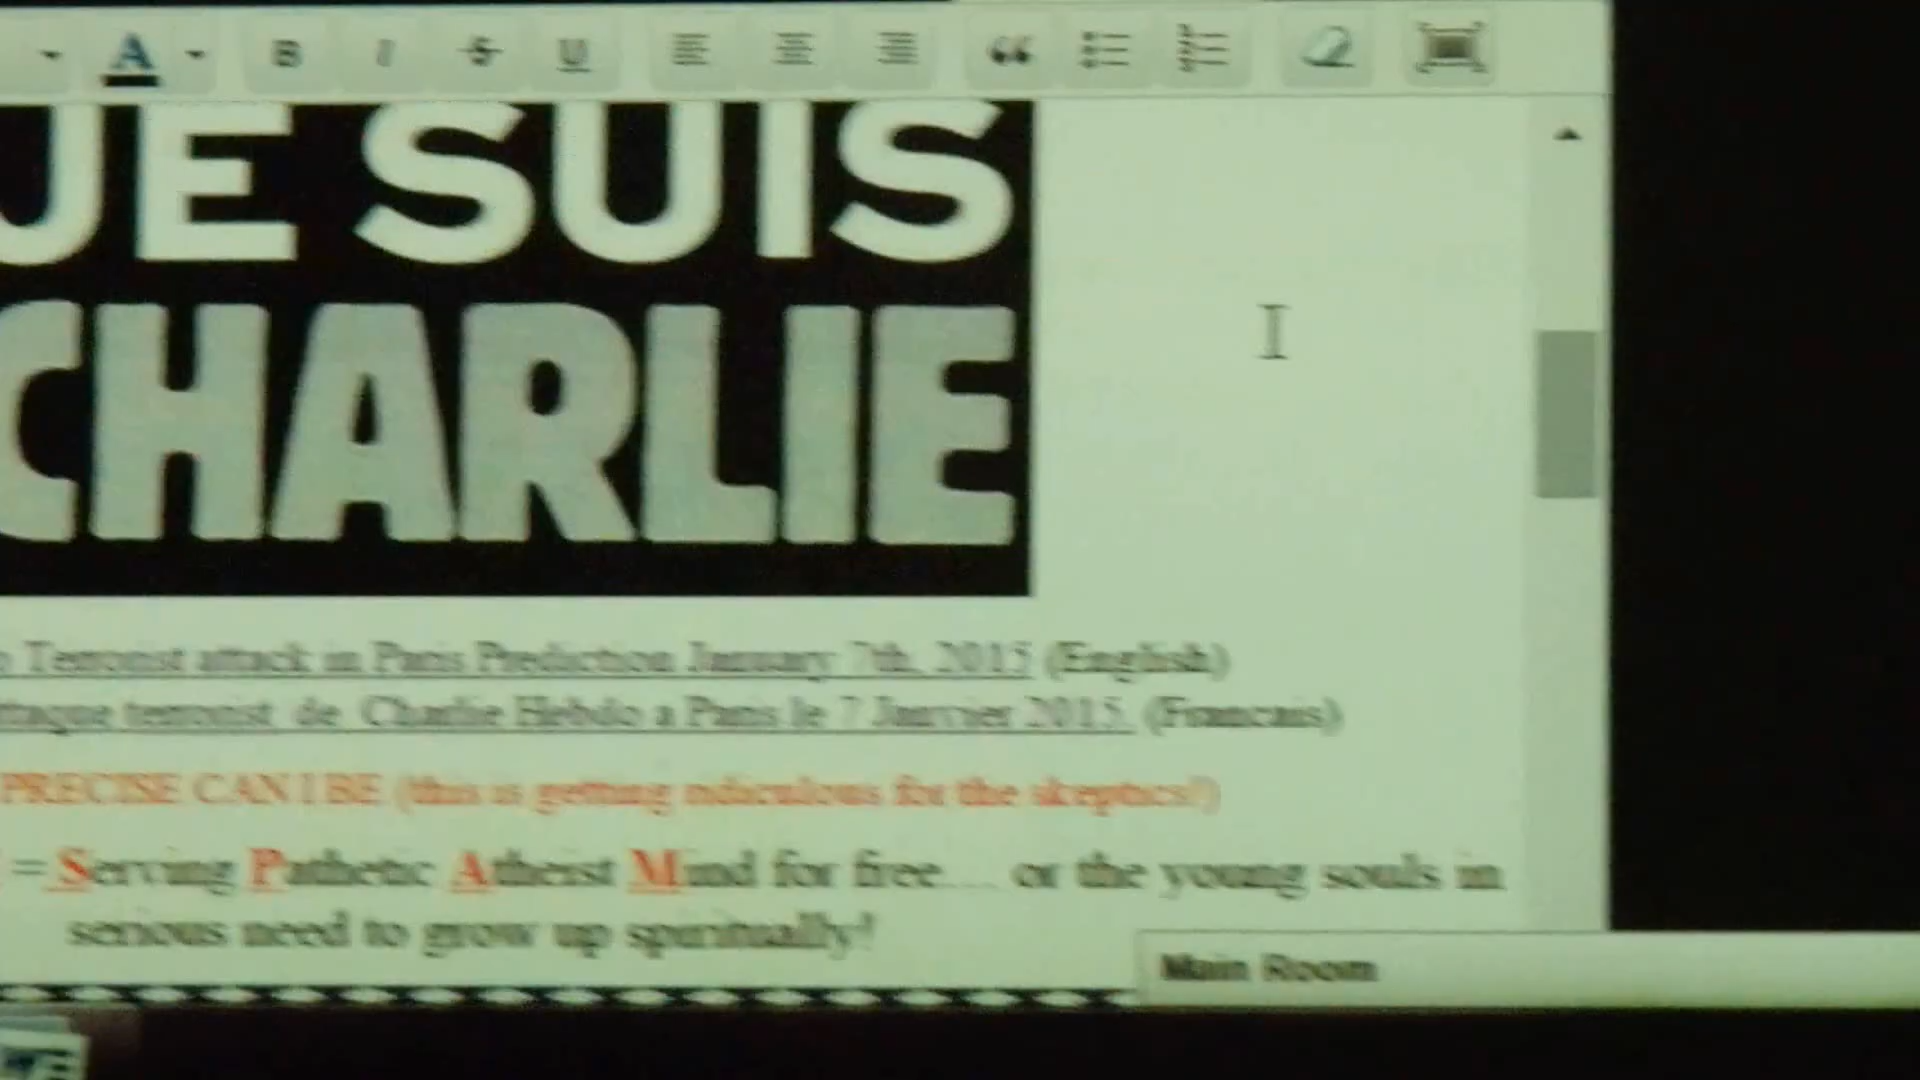 A B I S U
JE SUIS
CHARLIE
Terrorist attack in Paris Prediction January 7th, 2015 (English)
terrorist de Charlie Hebdo a Paris le 7 Janvier 2015. (Francais)
PRECISE CAN I BE (this is getting ridiculous for the skeptics!)
= Serving Pathetic Atheist Mind for free.... or the young souls in
serious need to grow up spiritually!
Main Room